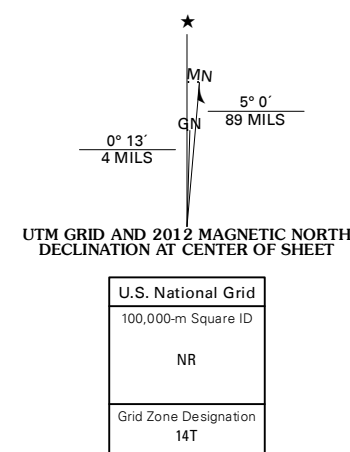 ★
MN
5° 0´
89 MILS
GN
0° 13´
4 MILS
UTM GRID AND 2012 MAGNETIC NORTH
DECLINATION AT CENTER OF SHEET
U.S. National Grid
100,000-m Square ID
NR
Grid Zone Designation
14T